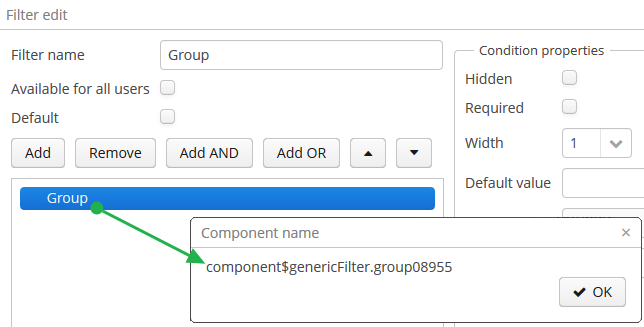 Filter edit
Filter name
Group
Available for all users
Default
Add
Remove
Add AND
Add OR
Group
Condition properties
Hidden
Required
Width
1
Default value
Component name
×
component$genericFilter.group08955
OK